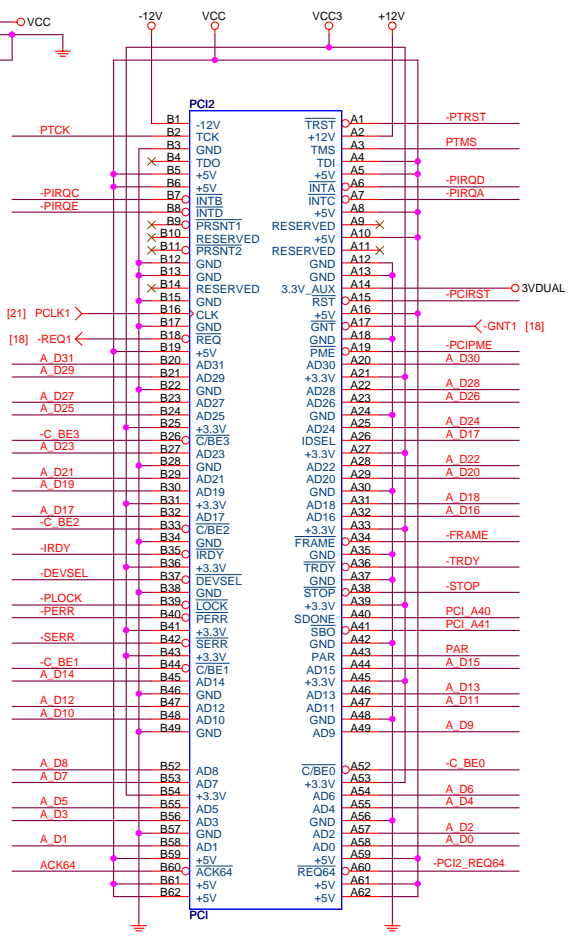 -12V VCC VCC3 +12V
VCC
PCI2
B1 -12V TRST A1 -PTRST
PTCK B2 TCK +12V A2
B3 GND TMS A3 PTMS
B4 TDO TDI A4
B5 +5V +5V A5
B6 +5V INTA A6 -PIRQD
-PIRQC B7 INTB INTC A7 -PIRQA
-PIRQE B8 INTD +5V A8
B9 PRSNT1 RESERVED A9
B10 RESERVED +5V A10
B11 PRSNT2 RESERVED A11
B12 GND GND A12
B13 GND GND A13
B14 RESERVED 3.3V_AUX A14 3VDUAL
B15 GND RST A15 -PCIRST
[21] PCLK1 B16 CLK +5V A16
B17 GND GNT A17 -GNT1 [18]
[18] -REQ1 B18 REQ GND A18
B19 +5V PME A19 -PCIPME
A_D31 B20 AD31 AD30 A20 A_D30
A_D29 B21 AD29 +3.3V A21
B22 GND AD28 A22 A_D28
A_D27 B23 AD27 AD26 A23 A_D26
A_D25 B24 AD25 GND A24
B25 +3.3V AD24 A25 A_D24
-C_BE3 B26 C/BE3 IDSEL A26 A_D17
A_D23 B27 AD23 +3.3V A27
B28 GND AD22 A28 A_D22
A_D21 B29 AD21 AD20 A29 A_D20
A_D19 B30 AD19 GND A30
B31 +3.3V AD18 A31 A_D18
A_D17 B32 AD17 AD16 A32 A_D16
-C_BE2 B33 C/BE2 +3.3V A33
B34 GND FRAME A34 -FRAME
-IRDY B35 IRDY GND A35
B36 +3.3V TRDY A36 -TRDY
-DEVSEL B37 DEVSEL GND A37
B38 GND STOP A38 -STOP
-PLOCK B39 LOCK +3.3V A39
-PERR B40 PERR SDONE A40 PCI_A40
B41 +3.3V SBO A41 PCI_A41
-SERR B42 SERR GND A42
B43 +3.3V PAR A43 PAR
-C_BE1 B44 C/BE1 AD15 A44 A_D15
A_D14 B45 AD14 +3.3V A45
B46 GND AD13 A46 A_D13
A_D12 B47 AD12 AD11 A47 A_D11
A_D10 B48 AD10 GND A48
B49 GND AD9 A49 A_D9
A_D8 B52 AD8 C/BE0 A52 -C_BE0
A_D7 B53 AD7 +3.3V A53
B54 +3.3V AD6 A54 A_D6
A_D5 B55 AD5 AD4 A55 A_D4
A_D3 B56 AD3 GND A56
B57 GND AD2 A57 A_D2
A_D1 B58 AD1 AD0 A58 A_D0
B59 +5V +5V A59
ACK64 B60 ACK64 REQ64 A60 -PCI2_REQ64
B61 +5V +5V A61
B62 +5V +5V A62
PCI